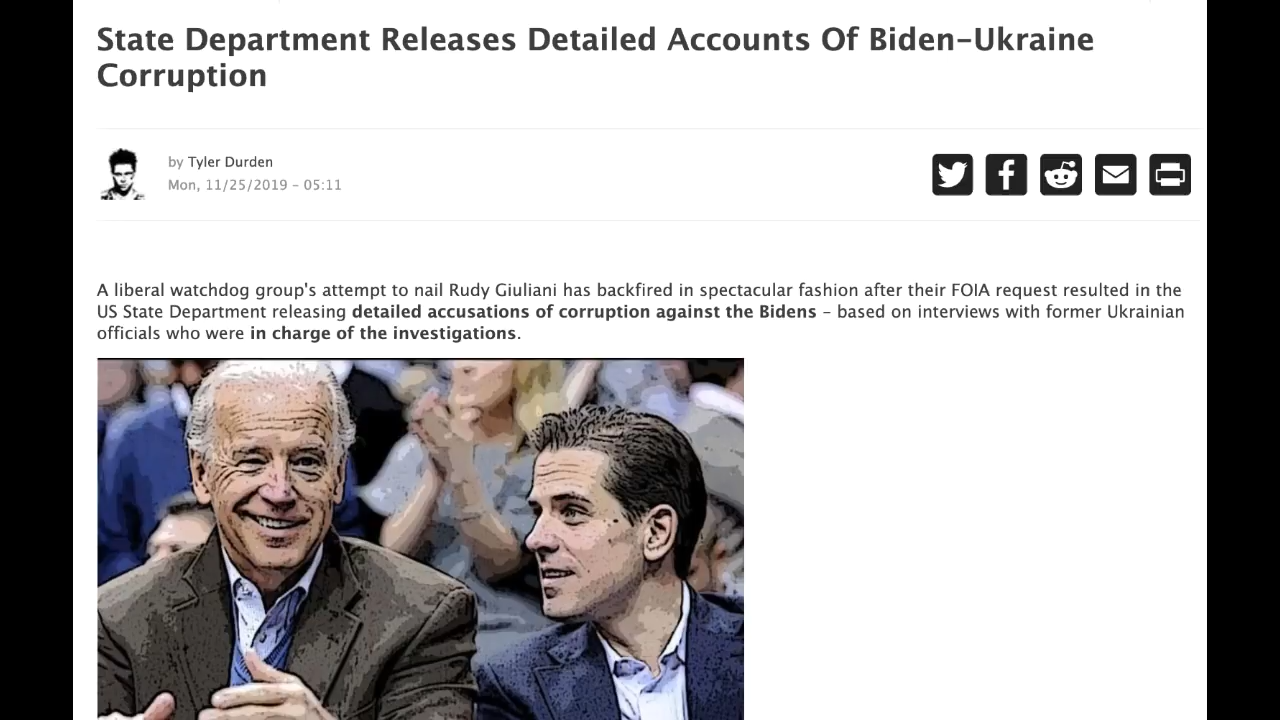 State Department Releases Detailed Accounts Of Biden–Ukraine
Corruption
by Tyler Durden
Mon, 11/25/2019 – 05:11
A liberal watchdog group's attempt to nail Rudy Giuliani has backfired in spectacular fashion after their FOIA request resulted in the
US State Department releasing detailed accusations of corruption against the Bidens – based on interviews with former Ukrainian
officials who were in charge of the investigations.